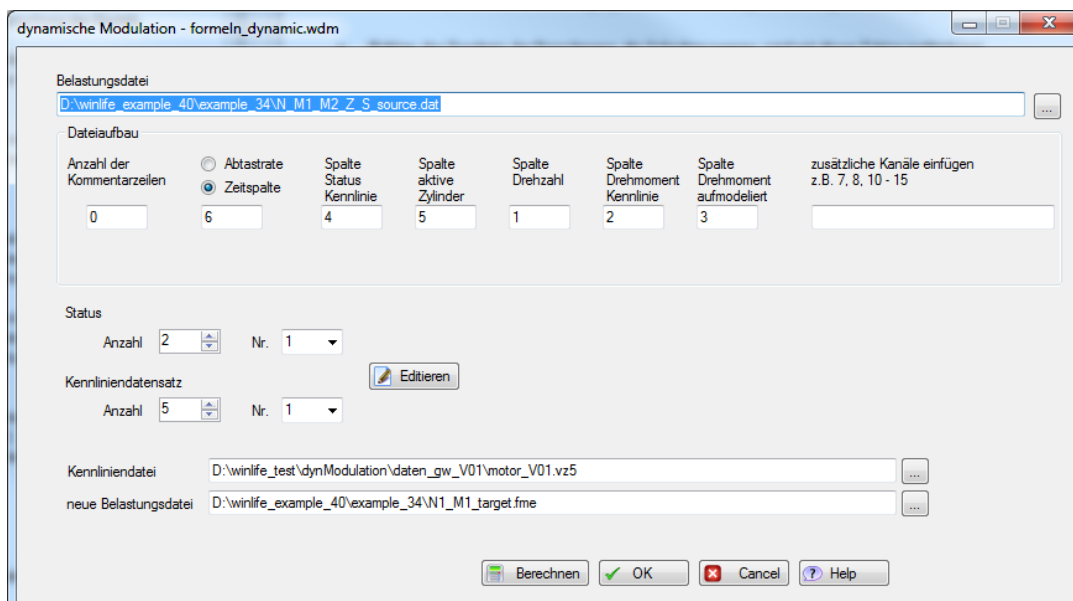 dynamische Modulation - formeln_dynamic.wdm
Belastungsdatei
D:\winlife_example_40\example_34\N_M1_M2_Z_S_source.dat
...
Dateiaufbau
Anzahl der
Kommentarzeilen
0
Abtastrate
Zeitspalte
6
Spalte
Status
Kennlinie
4
Spalte
aktive
Zylinder
5
Spalte
Drehzahl
1
Spalte
Drehmoment
Kennlinie
2
Spalte
Drehmoment
aufmodeliert
3
zusätzliche Kanäle einfügen
z.B. 7, 8, 10 - 15
Status
Anzahl 2 Nr. 1
Editieren
Kennliniendatensatz
Anzahl 5 Nr. 1
Kennliniendatei D:\winlife_test\dynModulation\daten_gw_V01\motor_V01.vz5 ...
neue Belastungsdatei D:\winlife_example_40\example_34\N1_M1_target.fme ...
Berechnen OK Cancel Help